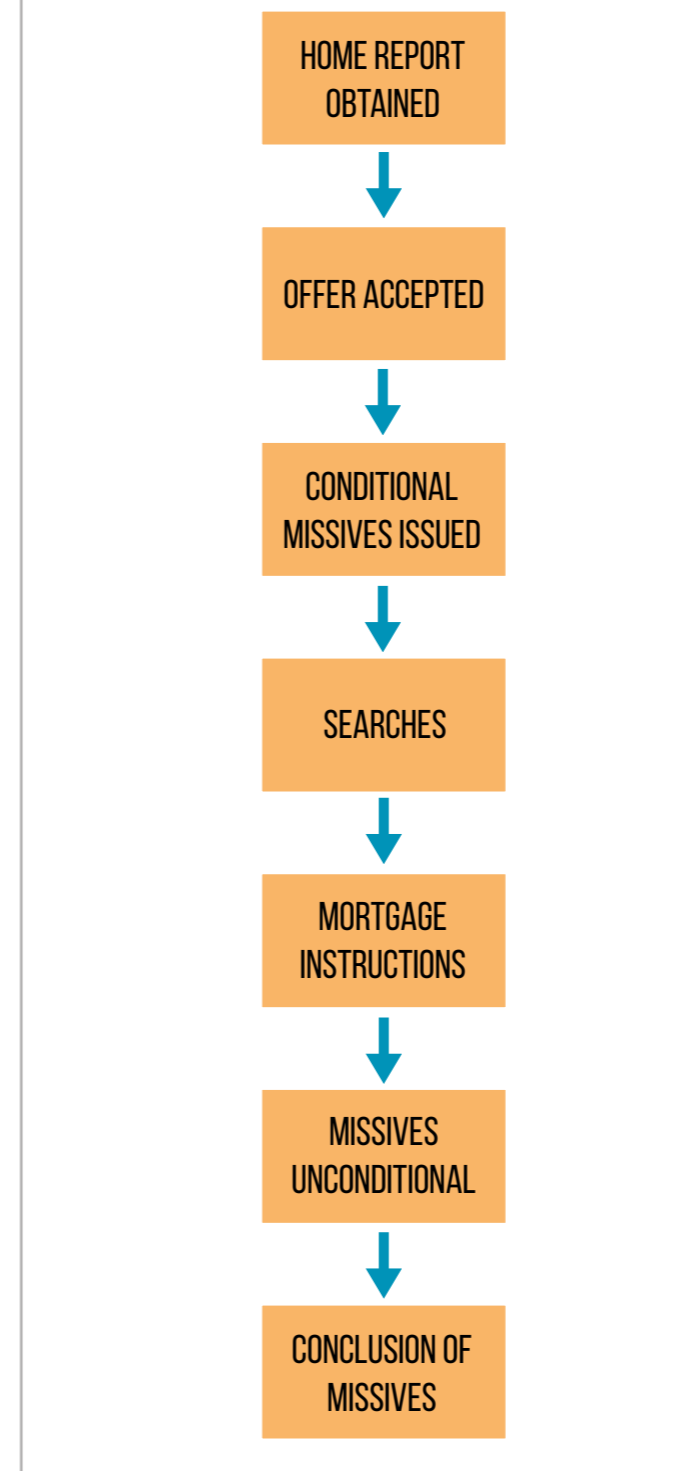 HOME REPORT
OBTAINED
OFFER ACCEPTED
CONDITIONAL
MISSIVES ISSUED
SEARCHES
MORTGAGE
INSTRUCTIONS
MISSIVES
UNCONDITIONAL
CONCLUSION OF
MISSIVES